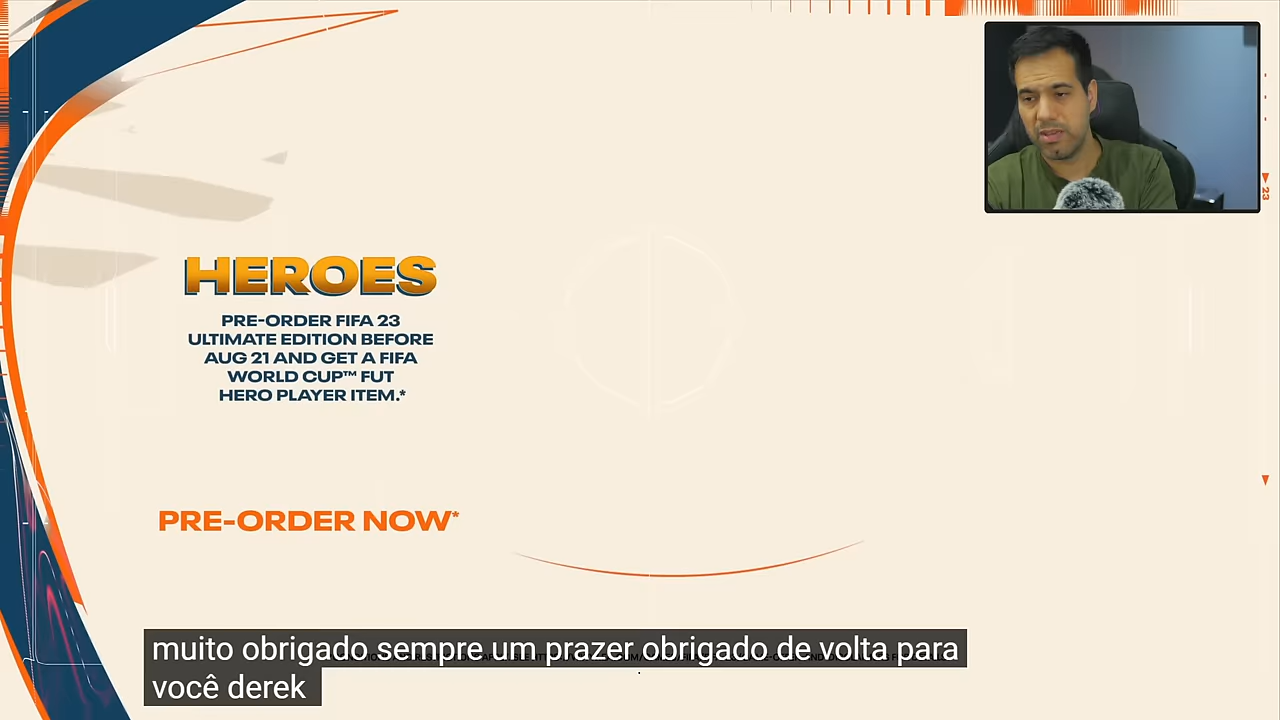 HEROES
PRE-ORDER FIFA 23
ULTIMATE EDITION BEFORE
AUG 21 AND GET A FIFA
WORLD CUP™ FUT
HERO PLAYER ITEM.*
PRE-ORDER NOW*
23
muito obrigado sempre um prazer obrigado de volta para
você derek